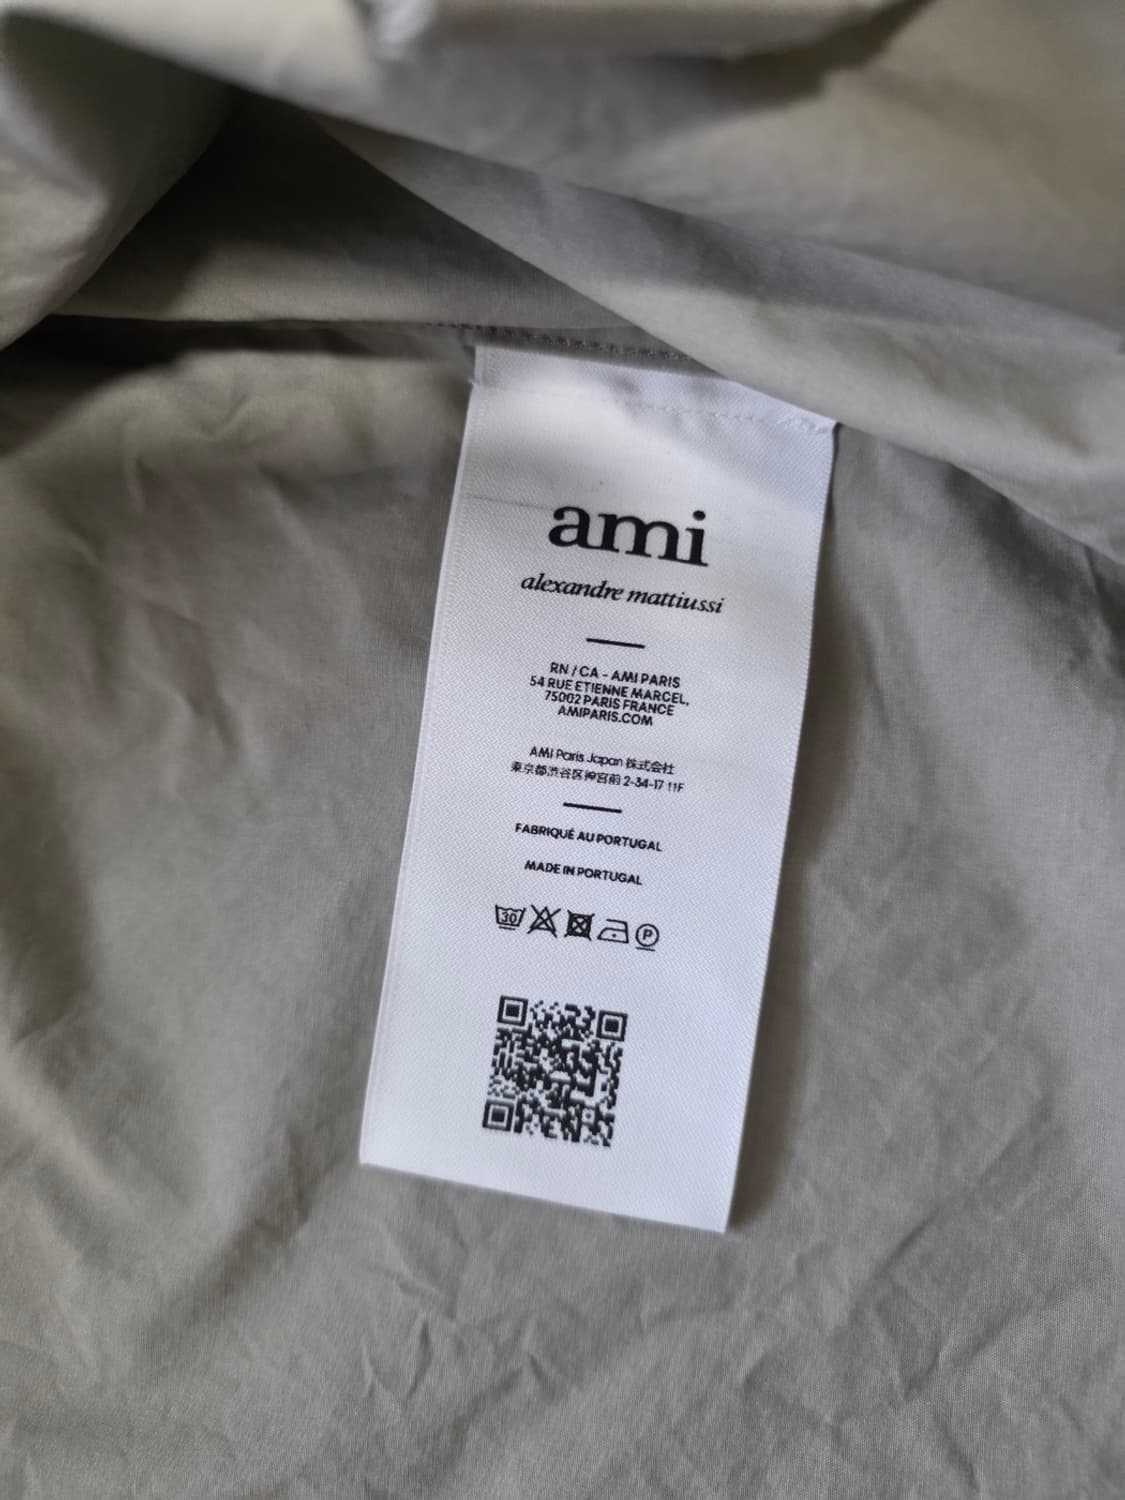 ami
alexandre mattiussi
RN / CA - AMI PARIS
54 RUE ETIENNE MARCEL,
75002 PARIS FRANCE
AMIPARIS.COM
AMI Paris Japan 株式会社
東京都渋谷区神宮前 2-34-17 11F
FABRIQUÉ AU PORTUGAL
MADE IN PORTUGAL
30 P